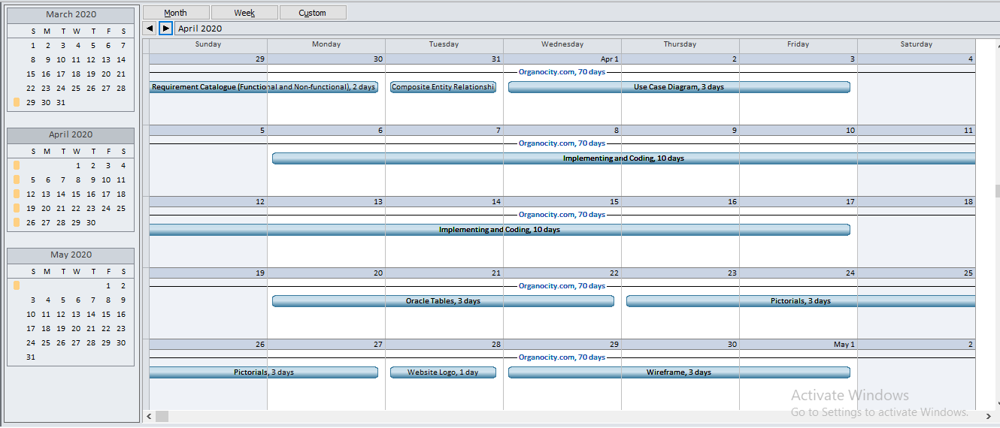 March 2020
S M T W T F S
1 2 3 4 5 6 7
8 9 10 11 12 13 14
15 16 17 18 19 20 21
22 23 24 25 26 27 28
29 30 31
April 2020
S M T W T F S
1 2 3 4
5 6 7 8 9 10 11
12 13 14 15 16 17 18
19 20 21 22 23 24 25
26 27 28 29 30
May 2020
S M T W T F S
1 2
3 4 5 6 7 8 9
10 11 12 13 14 15 16
17 18 19 20 21 22 23
24 25 26 27 28 29 30
31
Month Week Custom
April 2020
Sunday Monday Tuesday Wednesday Thursday Friday Saturday
29 30 31 Apr 1 2 3 4
Organocity.com, 70 days
Requirement Catalogue (Functional and Non-functional), 2 days Composite Entity Relationshi Use Case Diagram, 3 days
5 6 7 8 9 10 11
Organocity.com, 70 days
Implementing and Coding, 10 days
12 13 14 15 16 17 18
Organocity.com, 70 days
Implementing and Coding, 10 days
19 20 21 22 23 24 25
Organocity.com, 70 days
Oracle Tables, 3 days Pictorials, 3 days
26 27 28 29 30 May 1 2
Organocity.com, 70 days
Pictorials, 3 days Website Logo, 1 day Wireframe, 3 days
Activate Windows
Go to Settings to activate Windows.